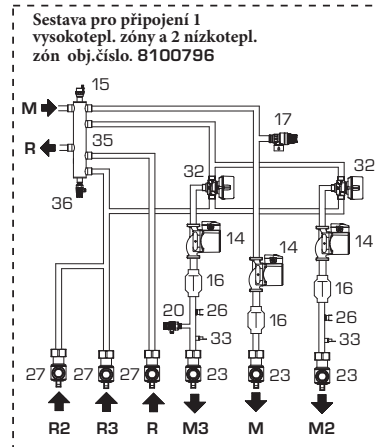 Sestava pro připojení 1
vysokotepl. zóny a 2 nízkotepl.
zón obj.číslo. 8100796
15
M
17
R
35
32
32
36
14
14
14
16
16
16
20
26
26
33
33
27
27
27
23
23
23
R2
R3
R
M3
M
M2